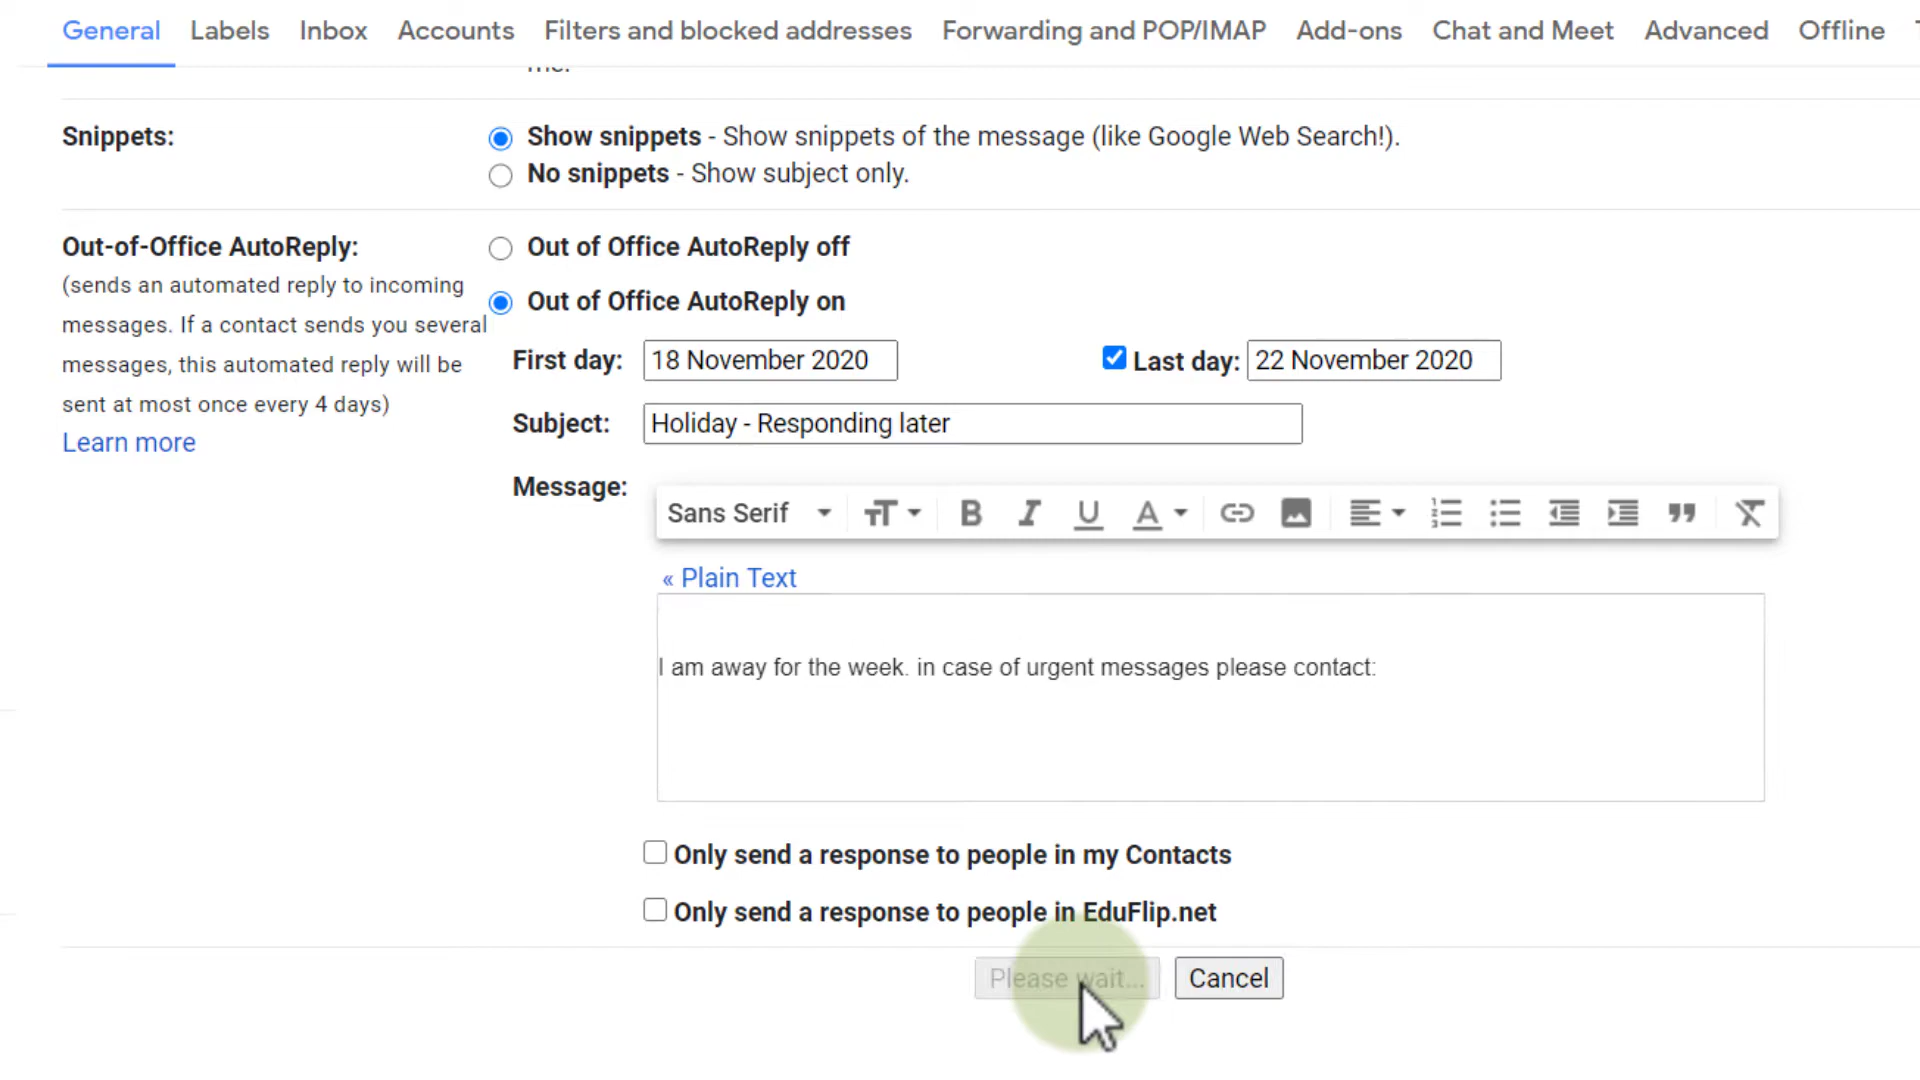 General Labels Inbox Accounts Filters and blocked addresses Forwarding and POP/IMAP Add-ons Chat and Meet Advanced Offline
me.
Snippets:
Show snippets - Show snippets of the message (like Google Web Search!).
No snippets - Show subject only.
Out-of-Office AutoReply:
(sends an automated reply to incoming
messages. If a contact sends you several
messages, this automated reply will be
sent at most once every 4 days)
Learn more
Out of Office AutoReply off
Out of Office AutoReply on
First day: 18 November 2020 Last day: 22 November 2020
Subject: Holiday - Responding later
Message:
Sans Serif
« Plain Text
I am away for the week. in case of urgent messages please contact:
Only send a response to people in my Contacts
Only send a response to people in EduFlip.net
Please wait... Cancel